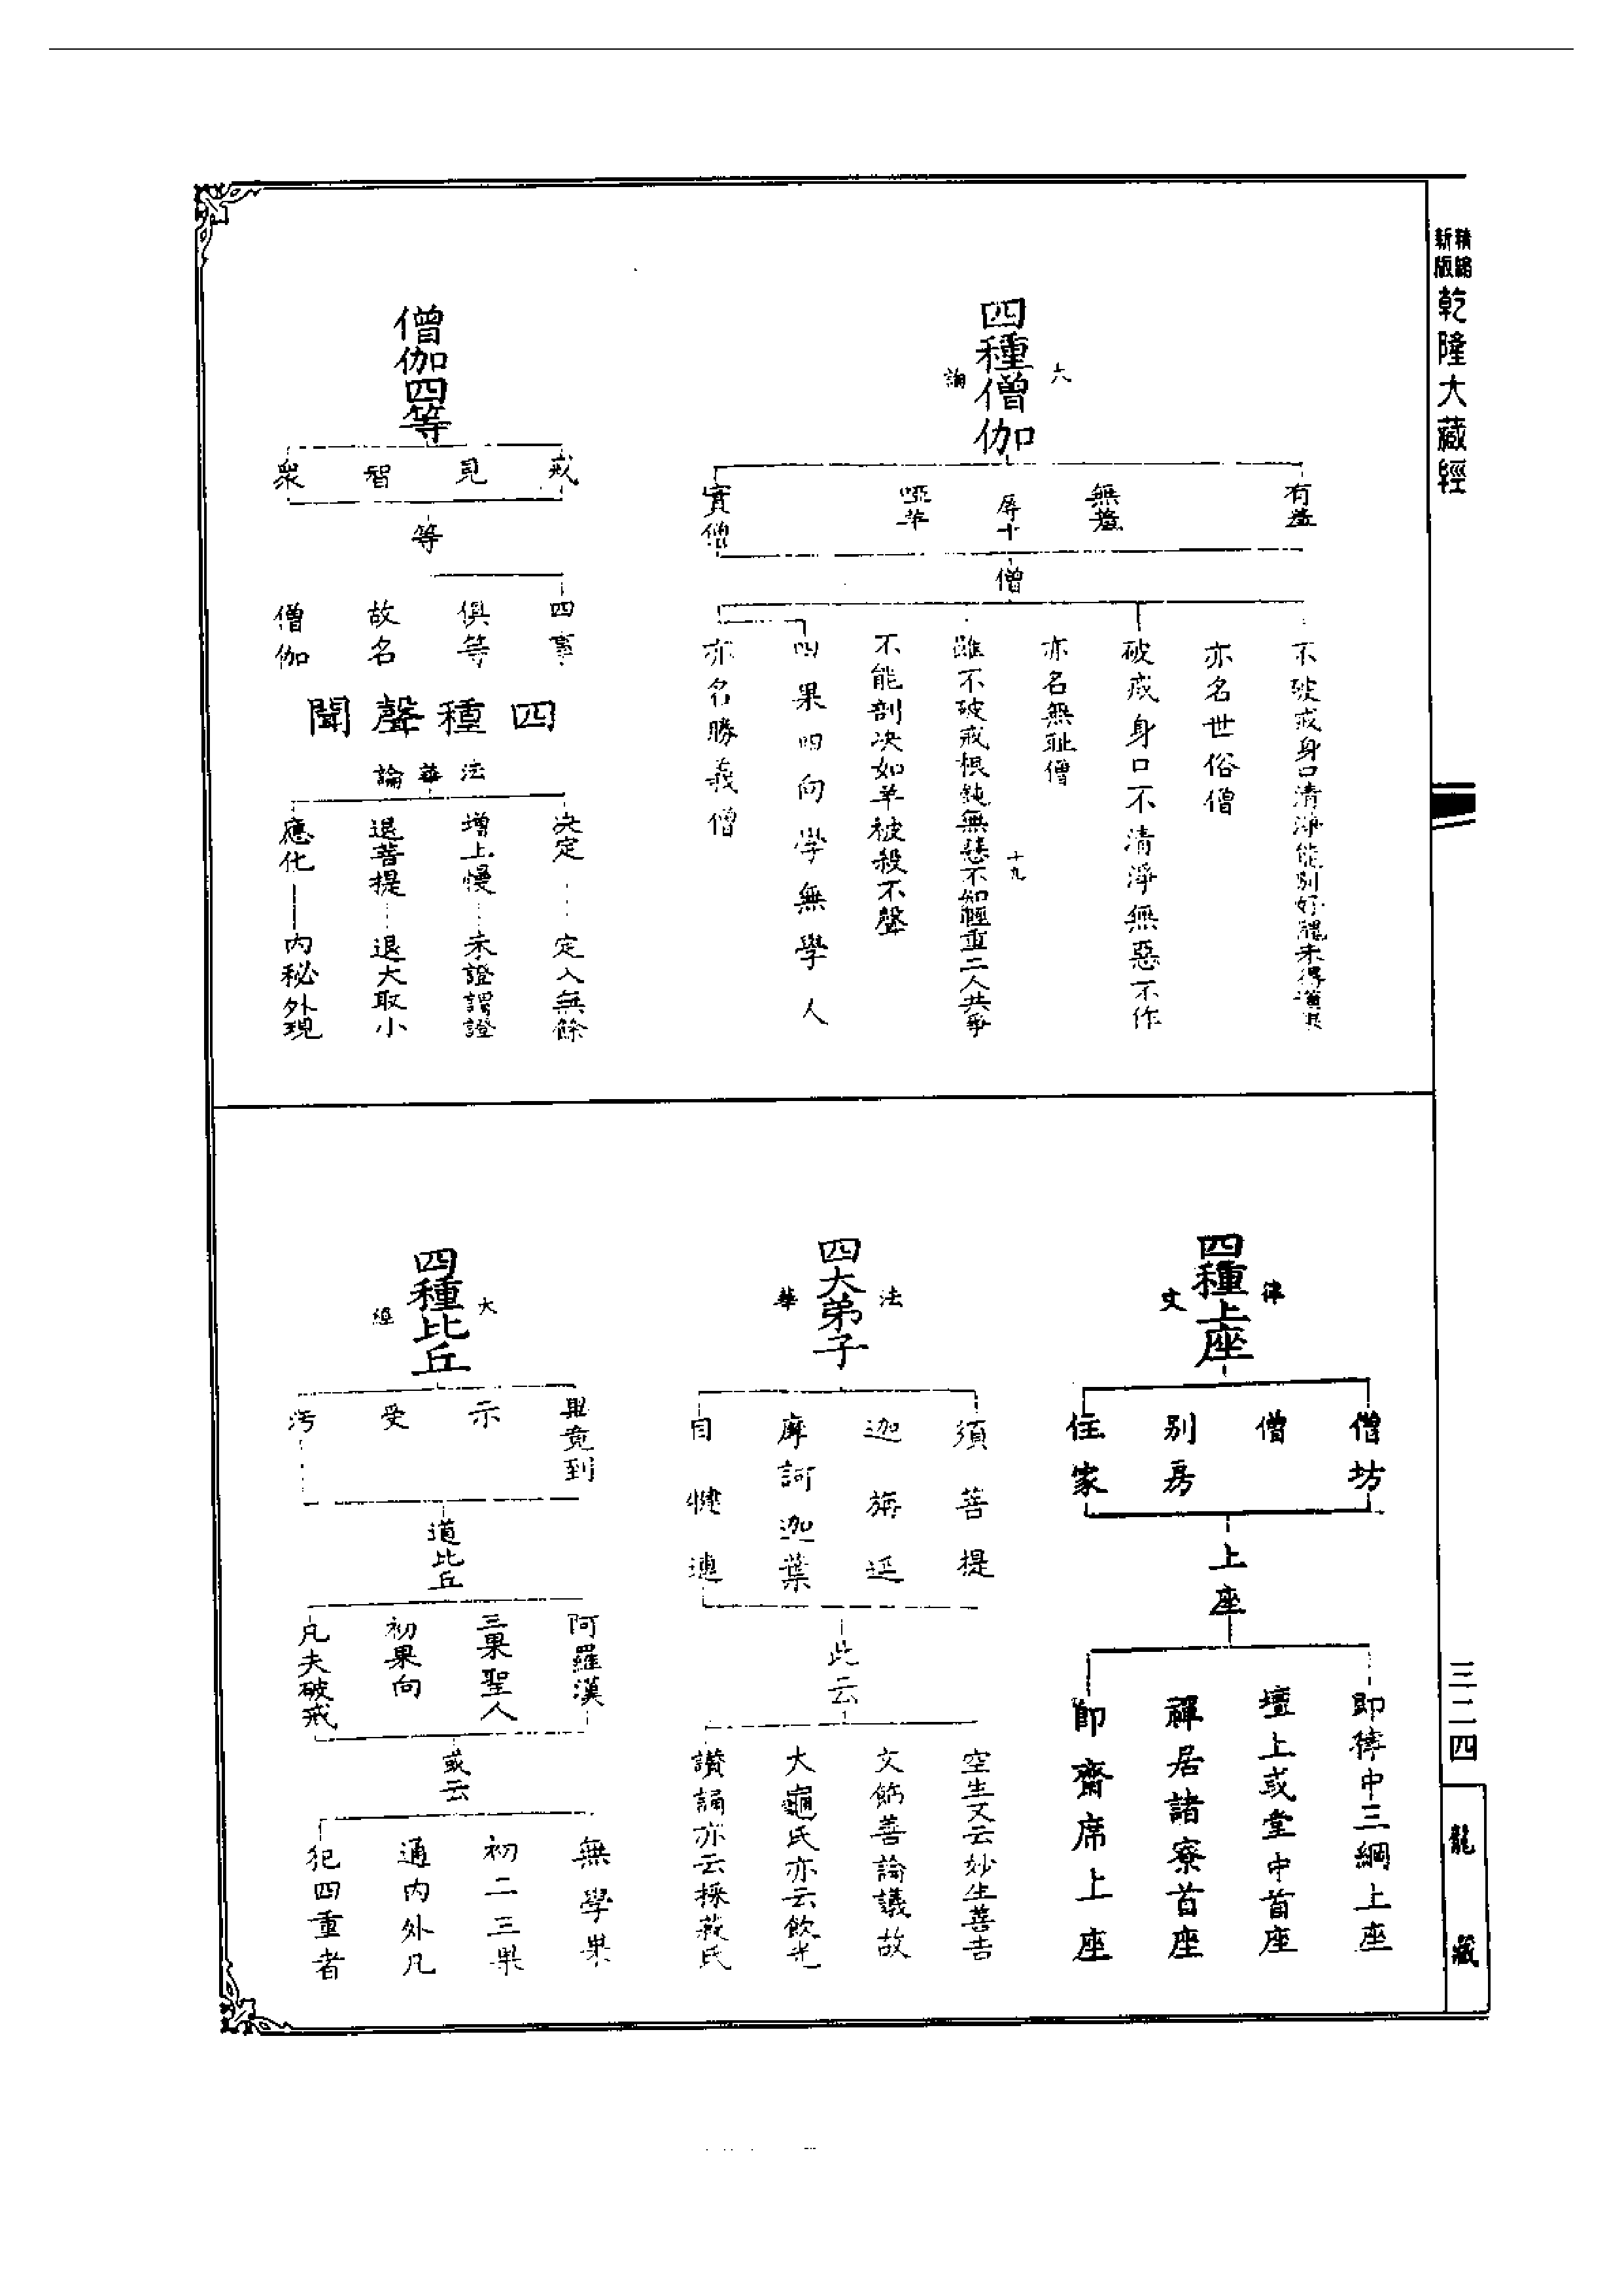 精縮
新版
乾隆大藏經
四種僧伽
大
論
有羞
無羞
屏十
啞羊
實僧
僧
不破戒身口清淨能別好醜未得道果
亦名世俗僧
破戒身口不清淨無惡不作
亦名無耻僧
十九
雖不破戒根鈍無慧不知輕重二人共爭
不能剖决如羊被殺不聲
四果四向學無學人
亦名勝義僧
僧伽四等
戒
見
智
眾
等
四事
俱等
故名
僧伽
四種聲聞
法華論
决定
定入無餘
增上慢
未證謂證
退菩提
退大取小
應化
內秘外現
四種上座
律
文
僧坊
僧
別房
住家
上座
即律中三綱上座
壇上或堂中首座
禪居諸寮首座
即齋席上座
四大弟子
法
華
須菩提
迦旃延
摩訶迦葉
目犍連
此云
空生又云妙生善吉
文飾善論議故
大龜氏亦云飲光
讚誦亦云採菽氏
四種比丘
大
經
畢竟到
示
受
污
道比丘
阿羅漢
三果聖人
初果向
凡夫破戒
或云
無學果
初二三果
通內外凡
犯四重者
三二四
龍藏